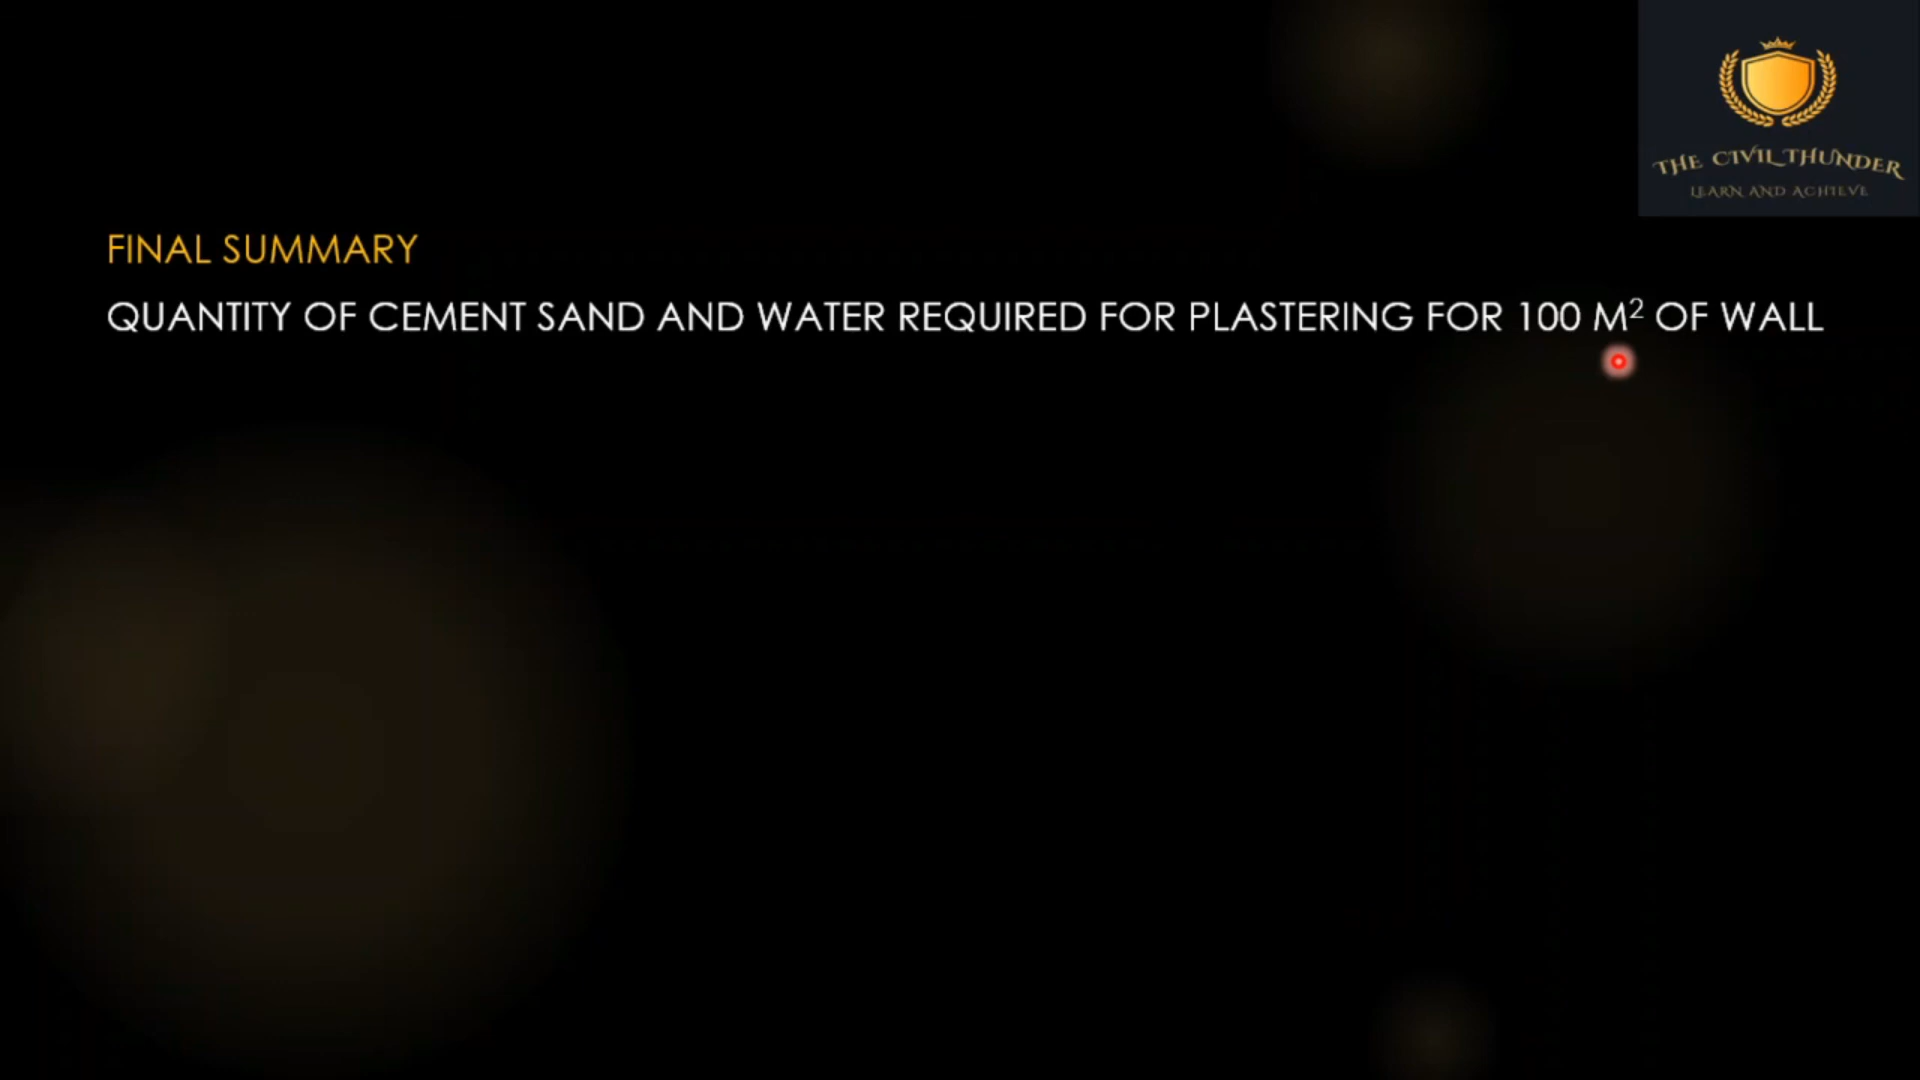 THE CIVIL THUNDER
LEARN AND ACHIEVE
FINAL SUMMARY
QUANTITY OF CEMENT SAND AND WATER REQUIRED FOR PLASTERING FOR 100 M² OF WALL